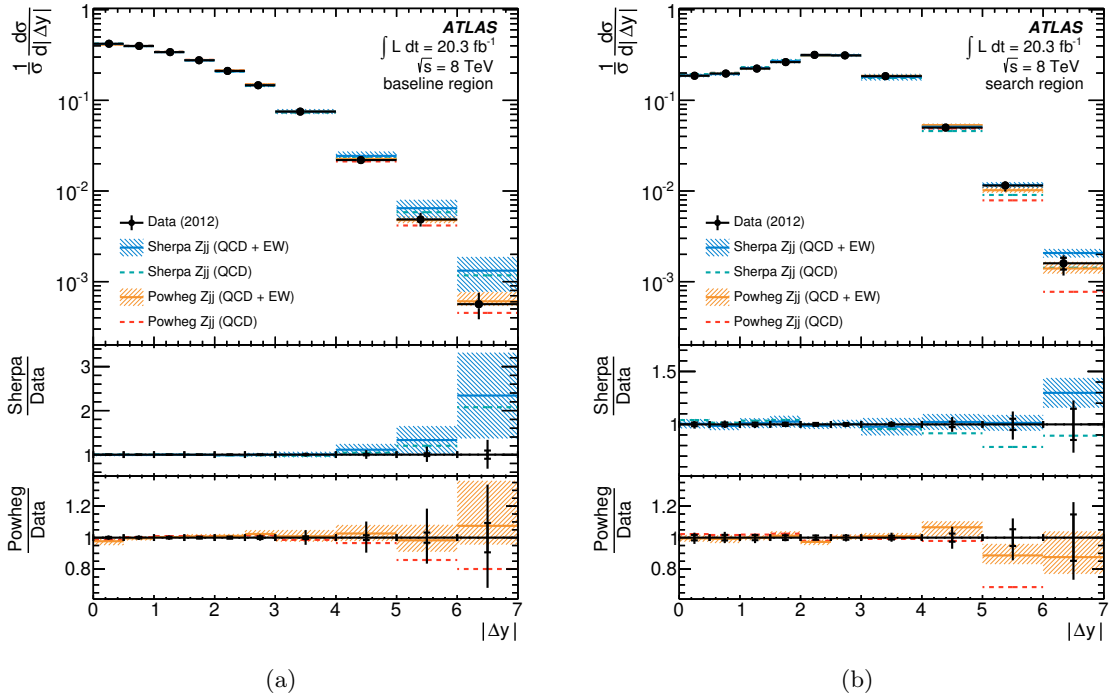 ATLAS
∫ L dt = 20.3 fb⁻¹
√s = 8 TeV
baseline region
1/σ dσ/d|Δy|
1
10⁻¹
10⁻²
10⁻³
Data (2012)
Sherpa Zjj (QCD + EW)
Sherpa Zjj (QCD)
Powheg Zjj (QCD + EW)
Powheg Zjj (QCD)
Sherpa
Data
3
2
1
Powheg
Data
1.2
1
0.8
0 1 2 3 4 5 6 7
|Δy|
(a)
ATLAS
∫ L dt = 20.3 fb⁻¹
√s = 8 TeV
search region
1/σ dσ/d|Δy|
1
10⁻¹
10⁻²
10⁻³
Data (2012)
Sherpa Zjj (QCD + EW)
Sherpa Zjj (QCD)
Powheg Zjj (QCD + EW)
Powheg Zjj (QCD)
Sherpa
Data
1.5
1
Powheg
Data
1.2
1
0.8
0 1 2 3 4 5 6 7
|Δy|
(b)